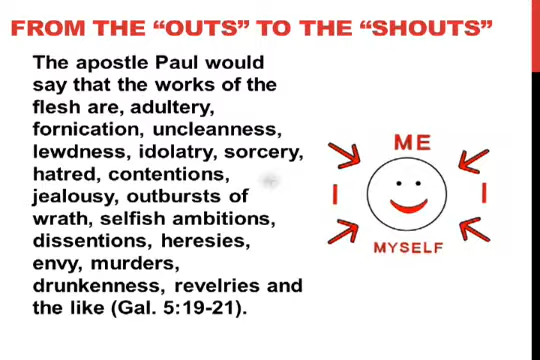 FROM THE “OUTS” TO THE “SHOUTS”
The apostle Paul would
say that the works of the
flesh are, adultery,
fornication, uncleanness,
lewdness, idolatry, sorcery,
hatred, contentions,
jealousy, outbursts of
wrath, selfish ambitions,
dissentions, heresies,
envy, murders,
drunkenness, revelries and
the like (Gal. 5:19-21).
ME
I
I
MYSELF